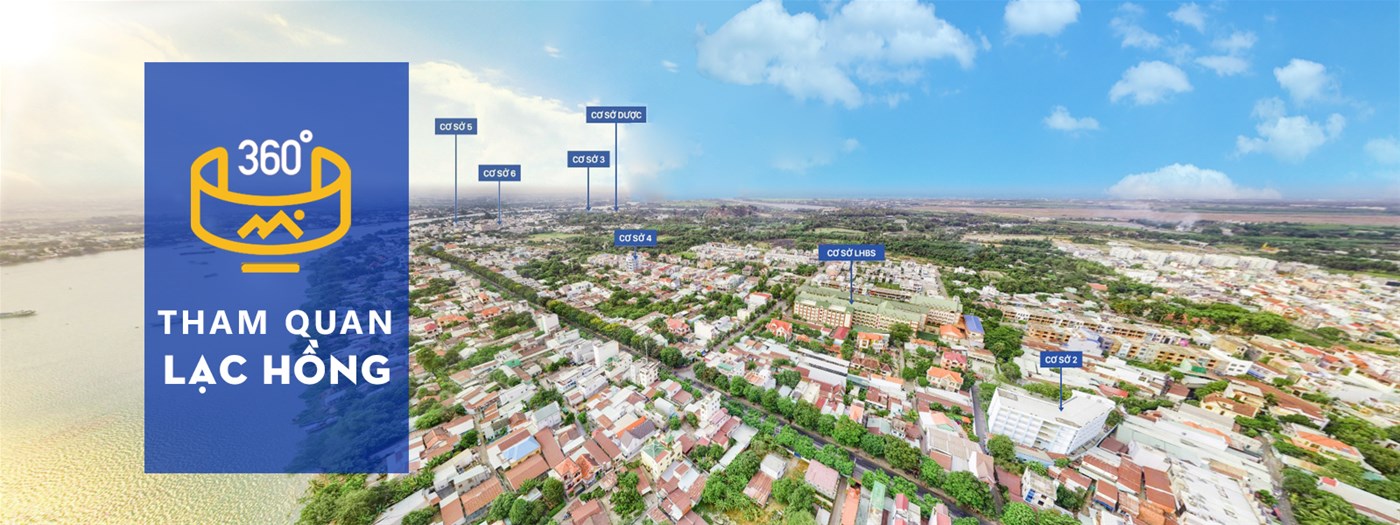 360°
THAM QUAN
LẠC HỒNG
CƠ SỞ 5
CƠ SỞ 6
CƠ SỞ 3
CƠ SỞ DƯỢC
CƠ SỞ 4
CƠ SỞ LHBS
CƠ SỞ 2